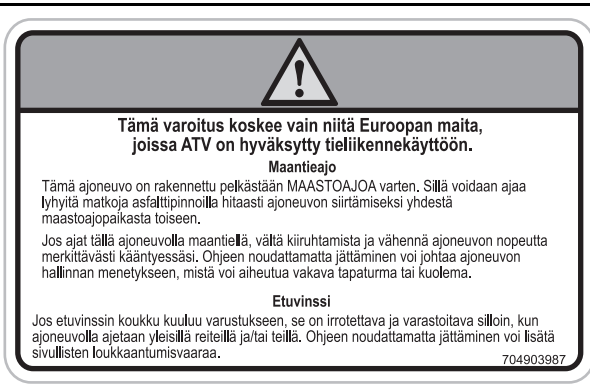 Tämä varoitus koskee vain niitä Euroopan maita,
joissa ATV on hyväksytty tieliikennekäyttöön.
Maantieajo
Tämä ajoneuvo on rakennettu pelkästään MAASTOAJOA varten. Sillä voidaan ajaa
lyhyitä matkoja asfalttipinnoilla hitaasti ajoneuvon siirtämiseksi yhdestä
maastoajopaikasta toiseen.
Jos ajat tällä ajoneuvolla maantiellä, vältä kiiruhtamista ja vähennä ajoneuvon nopeutta
merkittävästi kääntyessäsi. Ohjeen noudattamatta jättäminen voi johtaa ajoneuvon
hallinnan menetykseen, mistä voi aiheutua vakava tapaturma tai kuolema.
Etuvinssi
Jos etuvinssin koukku kuuluu varustukseen, se on irrotettava ja varastoitava silloin, kun
ajoneuvolla ajetaan yleisillä reiteillä ja/tai teillä. Ohjeen noudattamatta jättäminen voi lisätä
sivullisten loukkaantumisvaaraa.
704903987